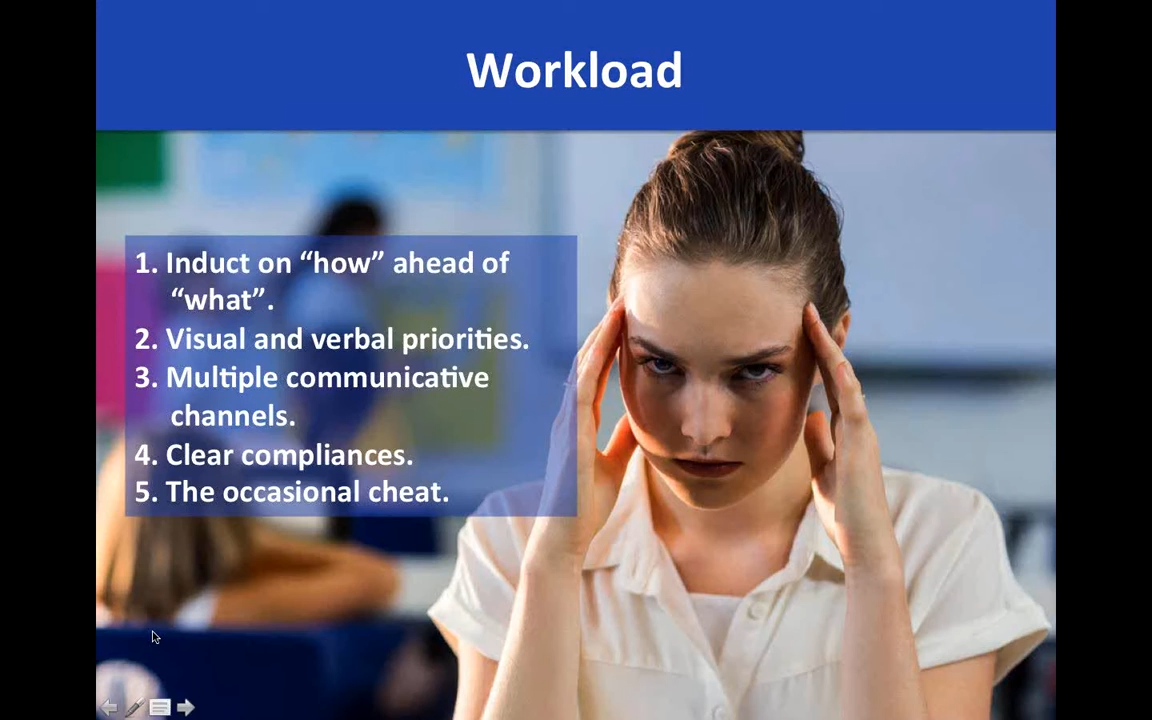 Workload
1. Induct on “how” ahead of
“what”.
2. Visual and verbal priorities.
3. Multiple communicative
channels.
4. Clear compliances.
5. The occasional cheat.